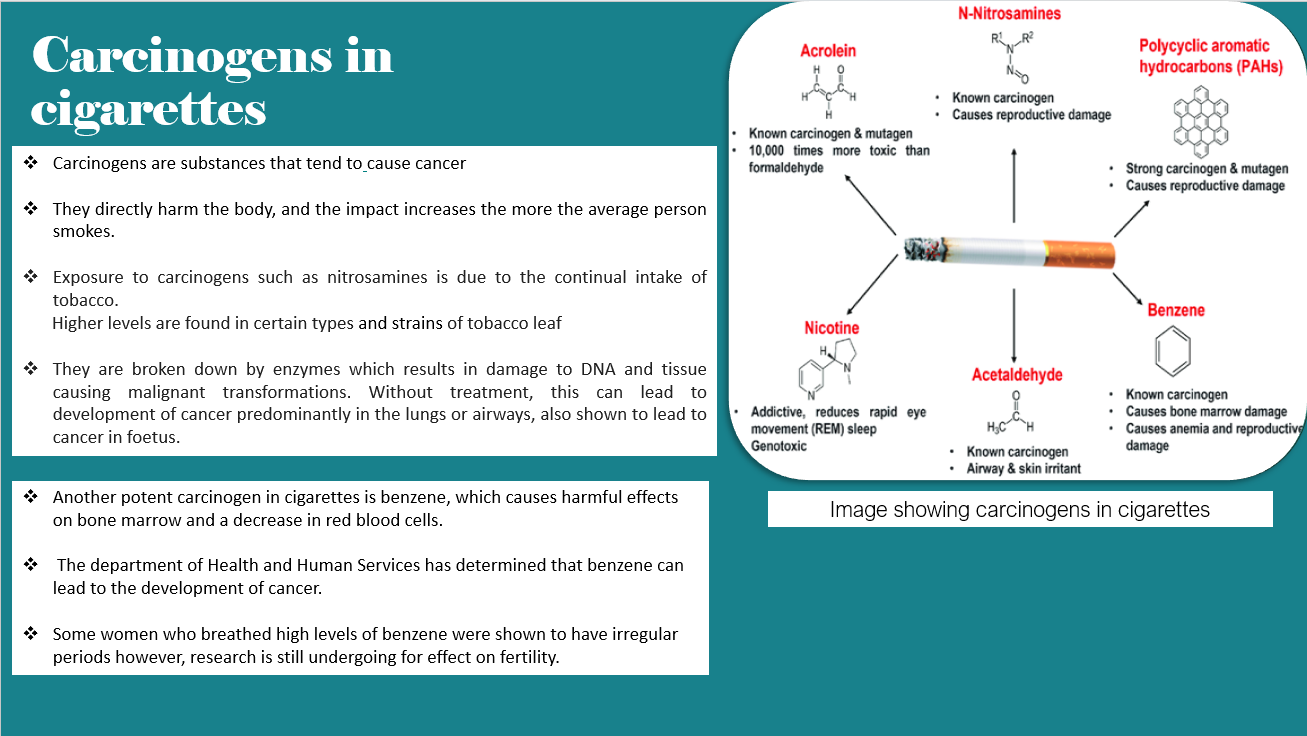 Carcinogens in
cigarettes
❖ Carcinogens are substances that tend to cause cancer
❖ They directly harm the body, and the impact increases the more the average person
smokes.
❖ Exposure to carcinogens such as nitrosamines is due to the continual intake of
tobacco.
Higher levels are found in certain types and strains of tobacco leaf
❖ They are broken down by enzymes which results in damage to DNA and tissue
causing malignant transformations. Without treatment, this can lead to
development of cancer predominantly in the lungs or airways, also shown to lead to
cancer in foetus.
❖ Another potent carcinogen in cigarettes is benzene, which causes harmful effects
on bone marrow and a decrease in red blood cells.
❖ The department of Health and Human Services has determined that benzene can
lead to the development of cancer.
❖ Some women who breathed high levels of benzene were shown to have irregular
periods however, research is still undergoing for effect on fertility.
Acrolein
H O
H C C C H
H
• Known carcinogen & mutagen
• 10,000 times more toxic than
formaldehyde
N-Nitrosamines
R¹ N R²
N O
• Known carcinogen
• Causes reproductive damage
Polycyclic aromatic
hydrocarbons (PAHs)
• Strong carcinogen & mutagen
• Causes reproductive damage
Nicotine
H
N
N
• Addictive, reduces rapid eye
movement (REM) sleep
Genotoxic
Acetaldehyde
O
H₃C C H
• Known carcinogen
• Airway & skin irritant
Benzene
• Known carcinogen
• Causes bone marrow damage
• Causes anemia and reproductive
damage
Image showing carcinogens in cigarettes